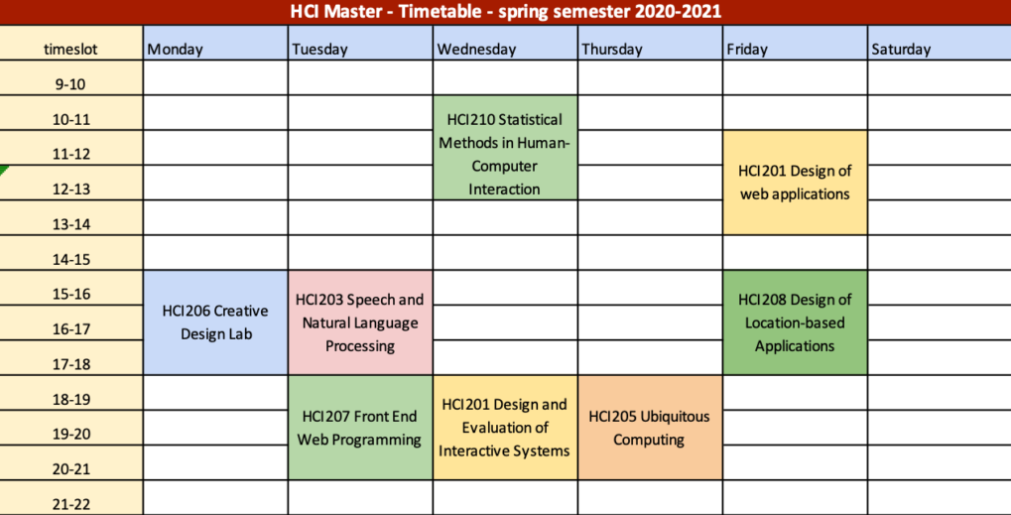 HCI Master - Timetable - spring semester 2020-2021
timeslot Monday Tuesday Wednesday Thursday Friday Saturday
9-10
10-11
HCI210 Statistical
Methods in Human-
Computer
Interaction
11-12
HCI201 Design of
web applications
12-13
13-14
14-15
15-16
HCI206 Creative
Design Lab
HCI203 Speech and
Natural Language
Processing
HCI208 Design of
Location-based
Applications
16-17
17-18
18-19
HCI207 Front End
Web Programming
HCI201 Design and
Evaluation of
Interactive Systems
HCI205 Ubiquitous
Computing
19-20
20-21
21-22